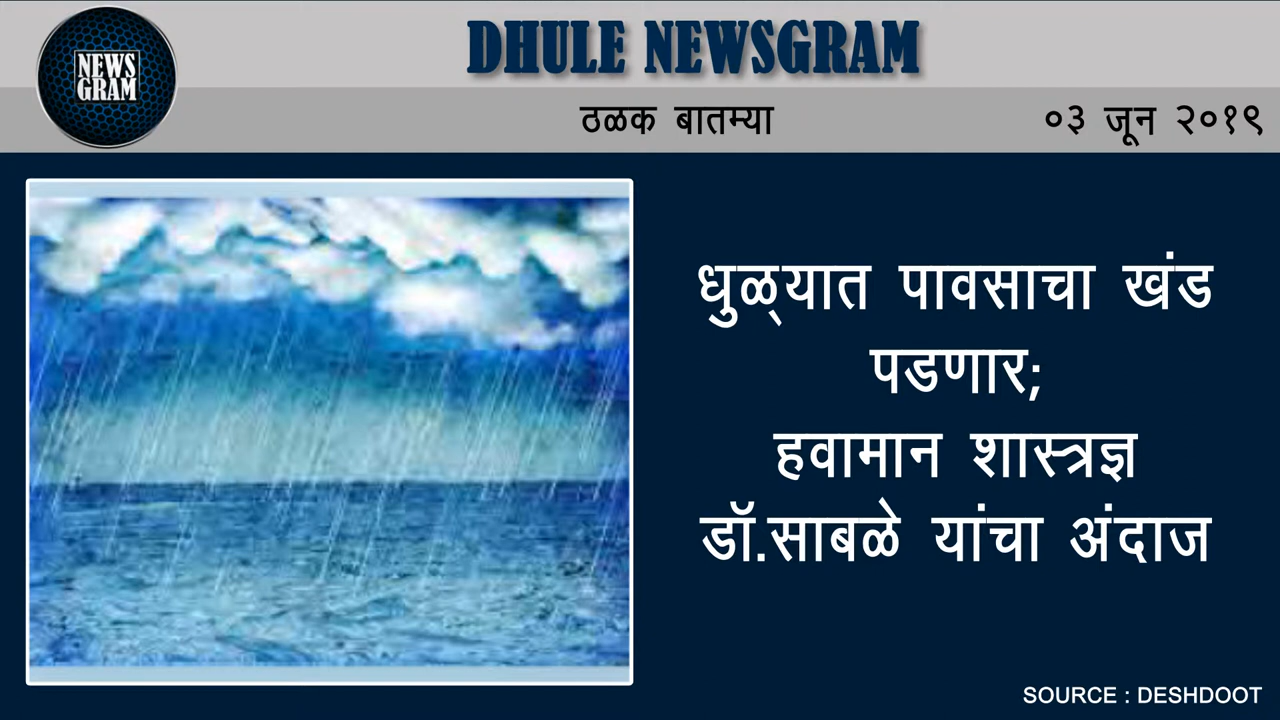 NEWS
GRAM
DHULE NEWSGRAM
ठळक बातम्या
०३ जून २०१९
धुळ्यात पावसाचा खंड
पडणार;
हवामान शास्त्रज्ञ
डॉ.साबळे यांचा अंदाज
SOURCE : DESHDOOT